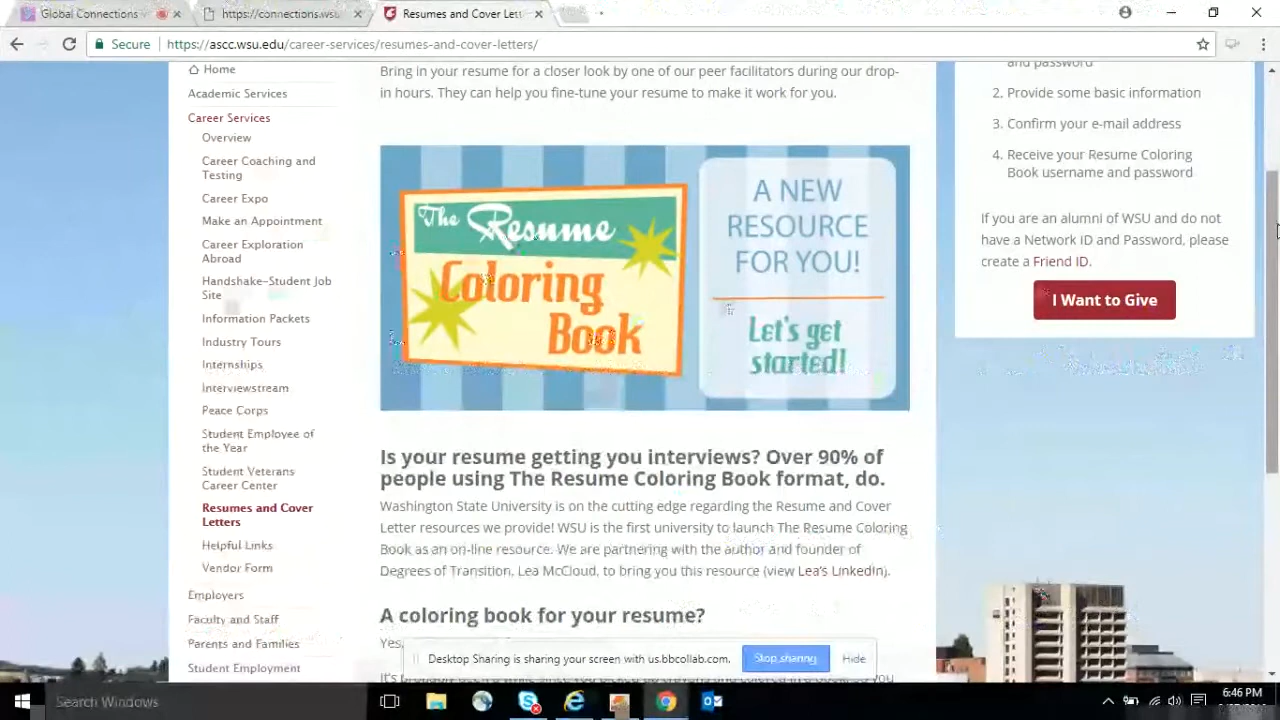 Global Connections
https://connections.wsu
Resumes and Cover Lett
Secure
https://ascc.wsu.edu/career-services/resumes-and-cover-letters/
Home
Academic Services
Career Services
Overview
Career Coaching and
Testing
Career Expo
Make an Appointment
Career Exploration
Abroad
Handshake–Student Job
Site
Information Packets
Industry Tours
Internships
Interviewstream
Peace Corps
Student Employee of
the Year
Student Veterans
Career Center
Resumes and Cover
Letters
Helpful Links
Vendor Form
Employers
Faculty and Staff
Parents and Families
Student Employment
Bring in your resume for a closer look by one of our peer facilitators during our drop-
in hours. They can help you fine-tune your resume to make it work for you.
The Resume
Coloring
Book
A NEW
RESOURCE
FOR YOU!
Let's get
started!
Is your resume getting you interviews? Over 90% of
people using The Resume Coloring Book format, do.
Washington State University is on the cutting edge regarding the Resume and Cover
Letter resources we provide! WSU is the first university to launch The Resume Coloring
Book as an on-line resource. We are partnering with the author and founder of
Degrees of Transition, Lea McCloud, to bring you this resource (view Lea's LinkedIn).
A coloring book for your resume?
Yes,
and password
2. Provide some basic information
3. Confirm your e-mail address
4. Receive your Resume Coloring
Book username and password
If you are an alumni of WSU and do not
have a Network ID and Password, please
create a Friend ID.
I Want to Give
Desktop Sharing is sharing your screen with us.bbcollab.com.
Stop sharing
Hide
Search Windows
6:46 PM